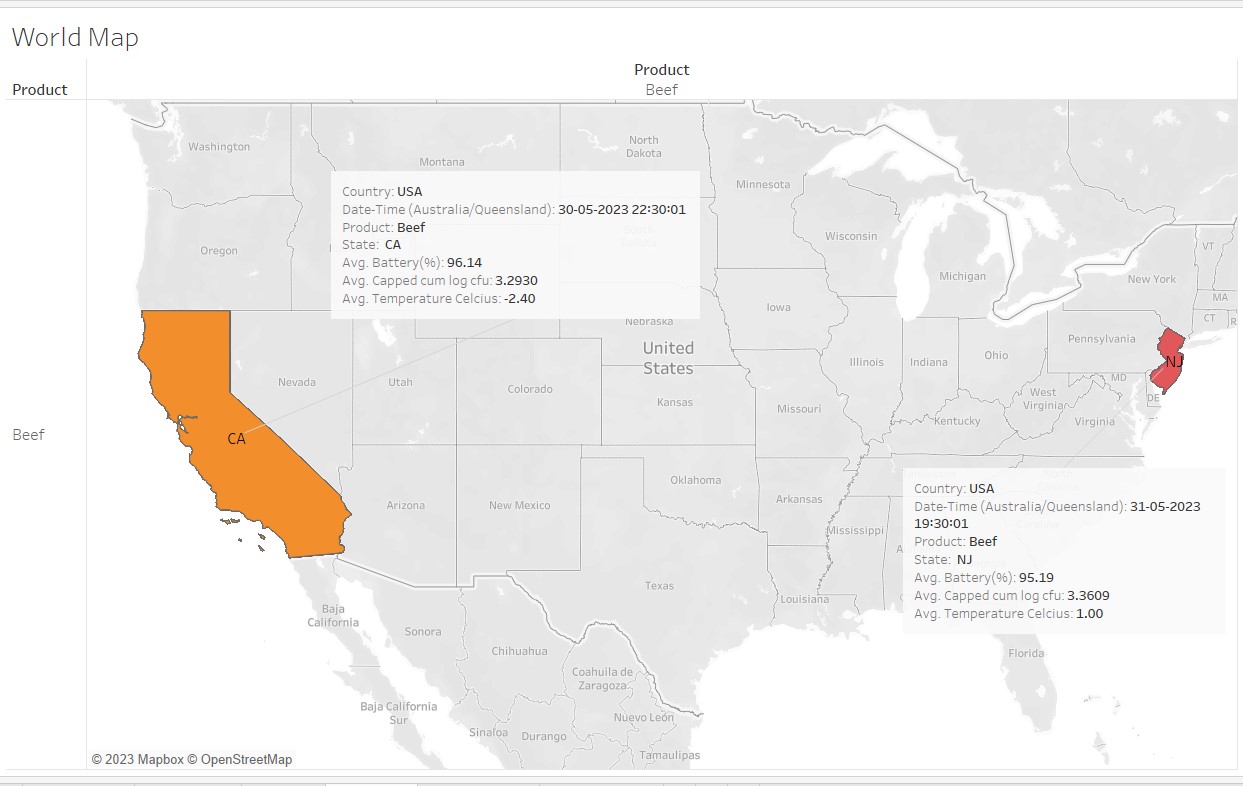 World Map
Product
Product
Beef
Beef
Washington
Montana
North
Dakota
Minnesota
Oregon
Wisconsin
Michigan
VT
New York
MA
CT
Country: USA
Date-Time (Australia/Queensland): 30-05-2023 22:30:01
Product: Beef
State: CA
Avg. Battery(%): 96.14
Avg. Capped cum log cfu: 3.2930
Avg. Temperature Celcius: -2.40
Iowa
Nebraska
Pennsylvania
United
States
Illinois
Indiana
Ohio
NJ
MD
DE
Nevada
Utah
Colorado
Kansas
Missouri
West
Virginia
Kentucky
Virginia
CA
Arizona
New Mexico
Oklahoma
Arkansas
Mississippi
Texas
Louisiana
Country: USA
Date-Time (Australia/Queensland): 31-05-2023
19:30:01
Product: Beef
State: NJ
Avg. Battery(%): 95.19
Avg. Capped cum log cfu: 3.3609
Avg. Temperature Celcius: 1.00
Florida
Baja
California
Sonora
Chihuahua
Coahuila de
Zaragoza
Baja California
Sur
Nuevo León
Sinaloa
Durango
Tamaulipas
© 2023 Mapbox © OpenStreetMap